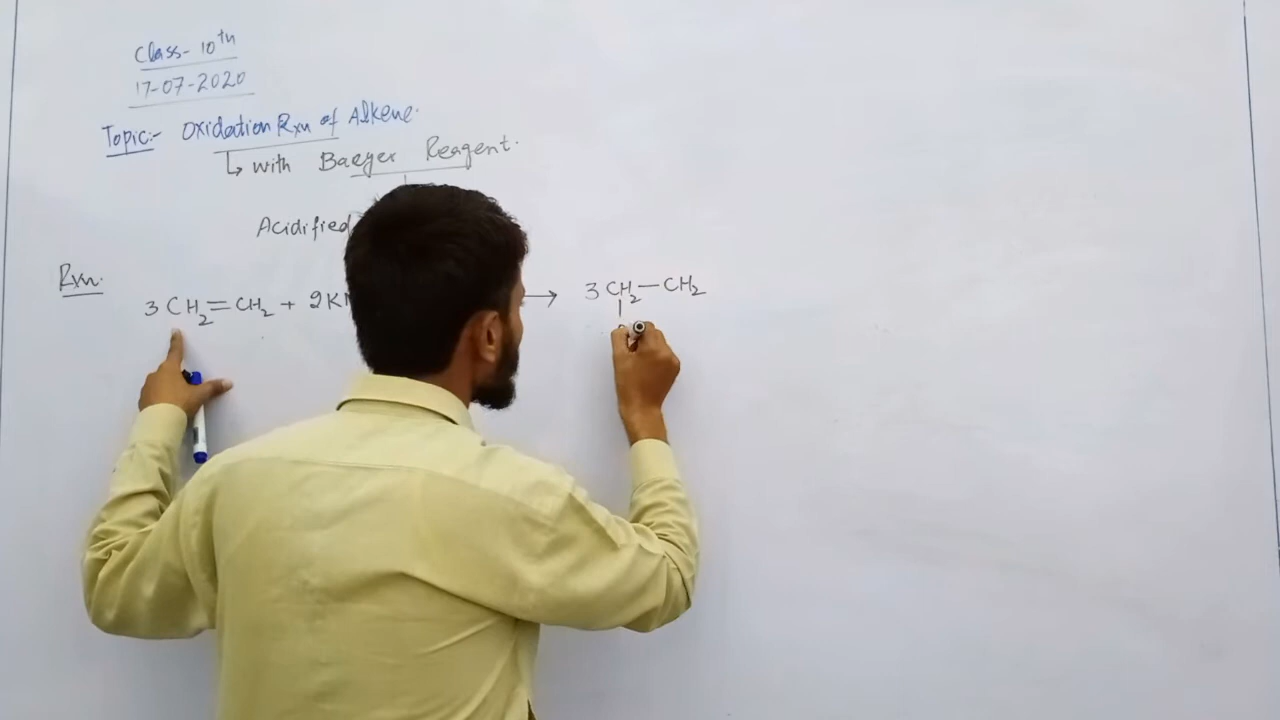 Class- 10th
17-07-2020
Topic:- Oxidation Rxn of Alkene.
↳ with Baeyer Reagent.
Acidified
Rxn.
3 CH2=CH2 + 2K → 3 CH2—CH2